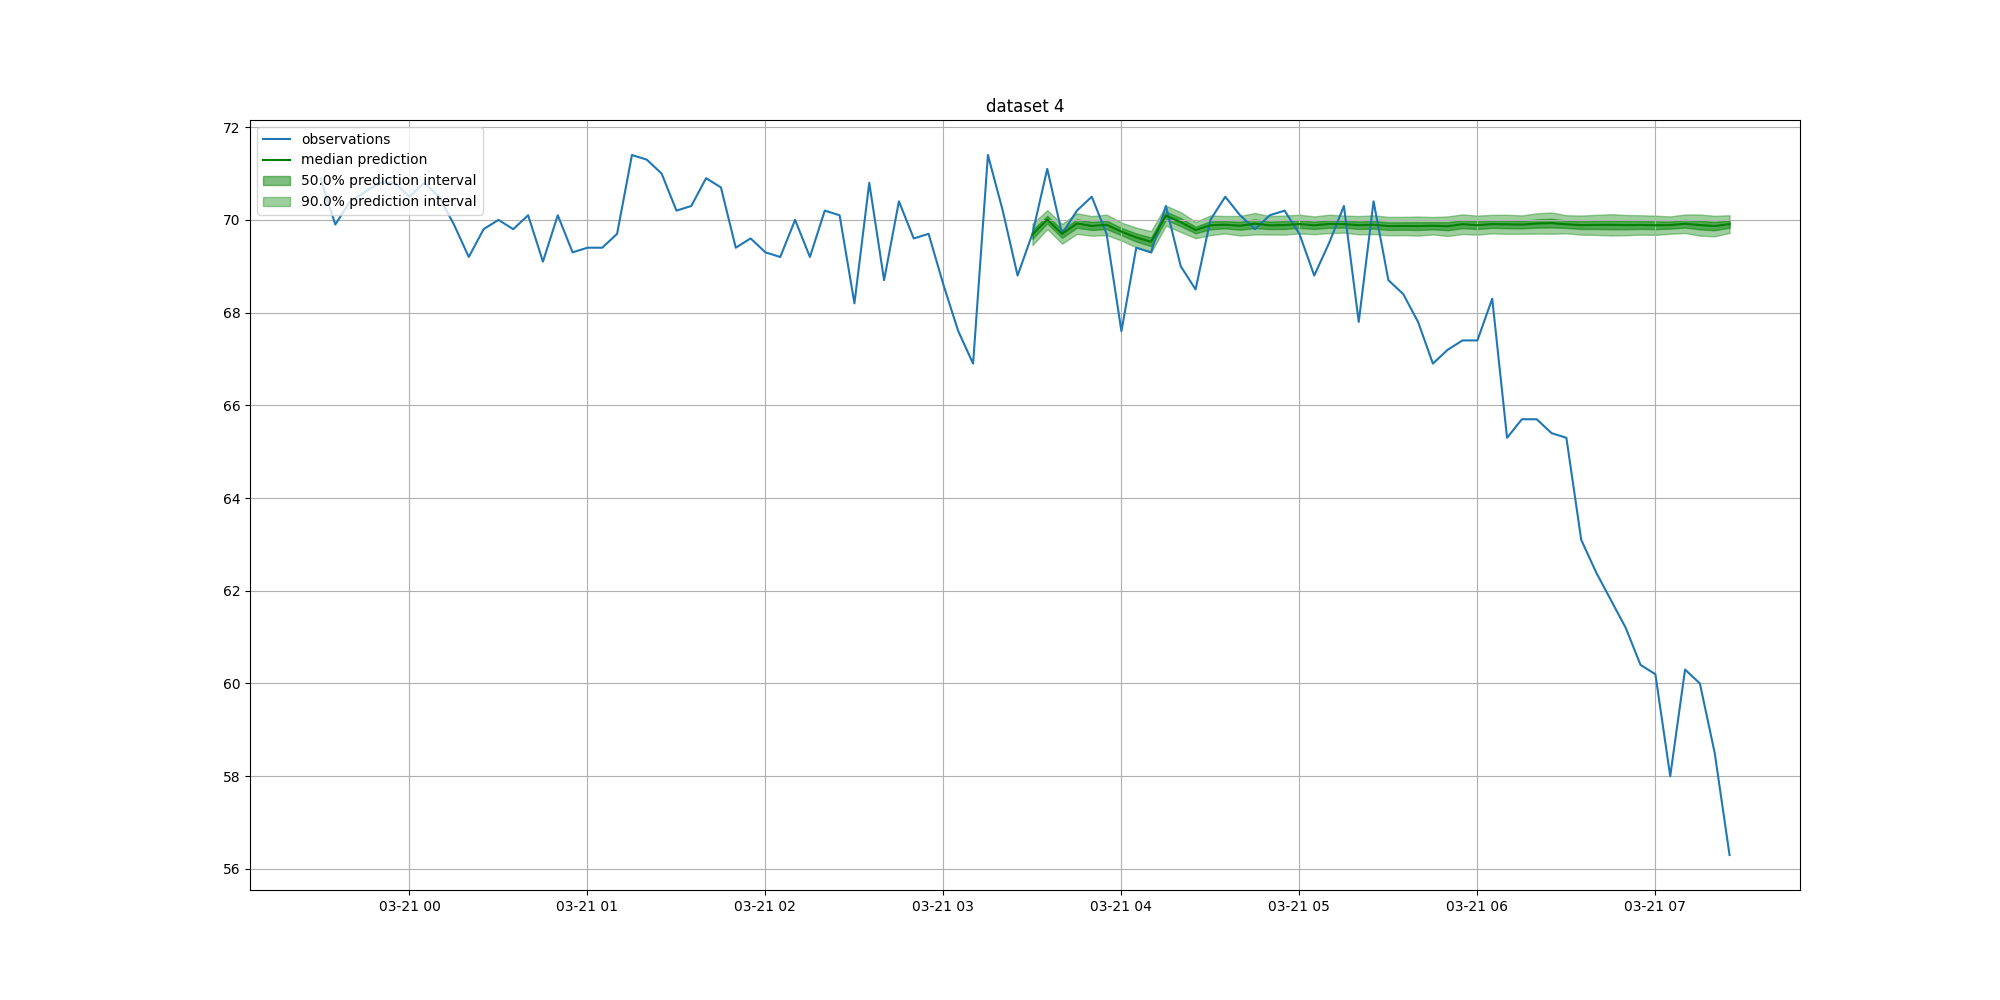 dataset 4
72
observations
median prediction
50.0% prediction interval
90.0% prediction interval
70
68
66
64
62
60
58
56
03-21 00 03-21 01 03-21 02 03-21 03 03-21 04 03-21 05 03-21 06 03-21 07